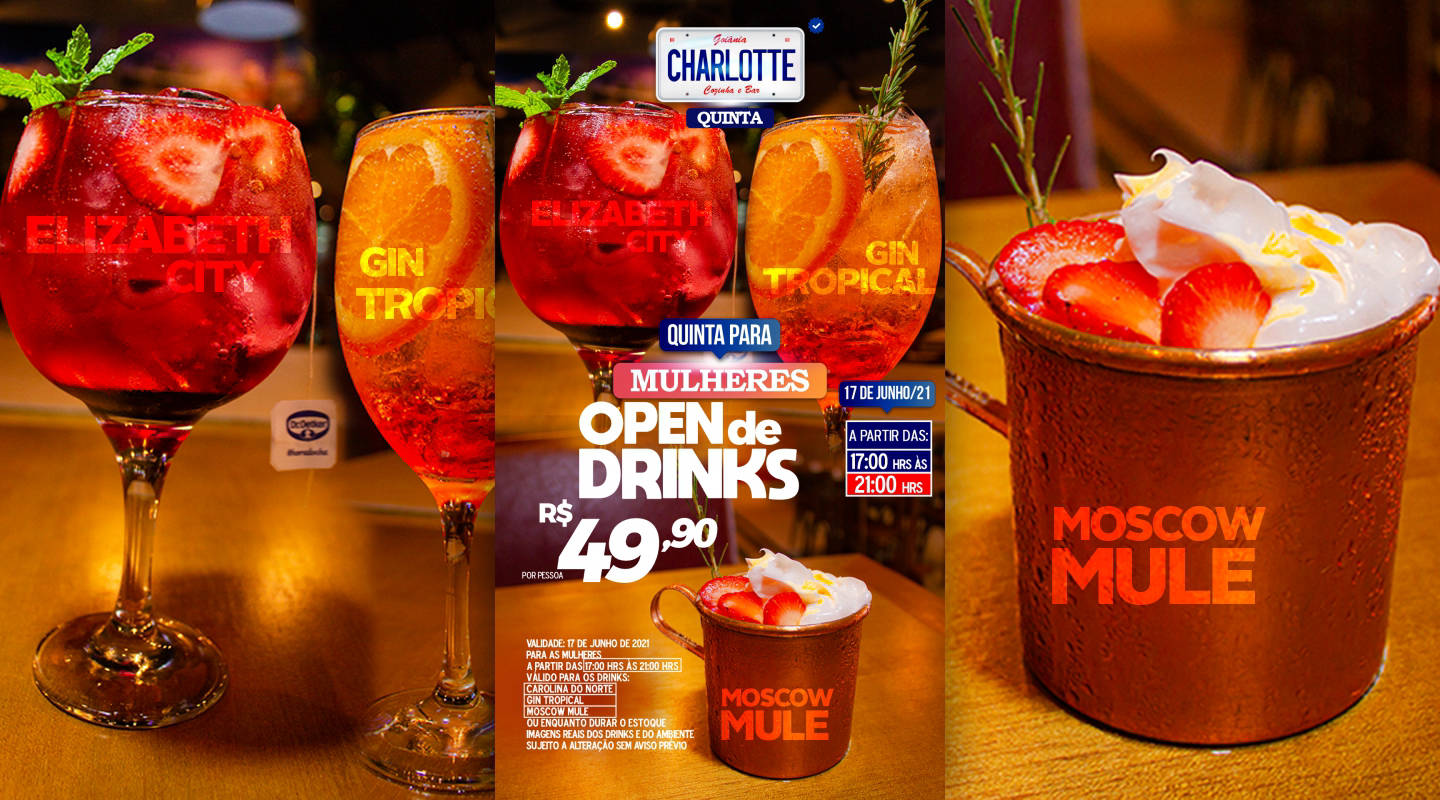 ELIZABETH
CITY
GIN
TROPIC
Dr.Oetker
Goiânia
CHARLOTTE
Cozinha e Bar
QUINTA
ELIZABETH
CITY
GIN
TROPICAL
QUINTA PARA
MULHERES
OPEN de
DRINKS
R$ 49,90
POR PESSOA
17 DE JUNHO/21
A PARTIR DAS:
17:00 HRS ÀS
21:00 HRS
VALIDADE: 17 DE JUNHO DE 2021
PARA AS MULHERES
A PARTIR DAS 17:00 HRS ÀS 21:00 HRS
VÁLIDO PARA OS DRINKS:
CAROLINA DO NORTE
GIN TROPICAL
MOSCOW MULE
OU ENQUANTO DURAR O ESTOQUE
IMAGENS REAIS DOS DRINKS E DO AMBIENTE
SUJEITO A ALTERAÇÃO SEM AVISO PRÉVIO
MOSCOW
MULE
MOSCOW
MULE